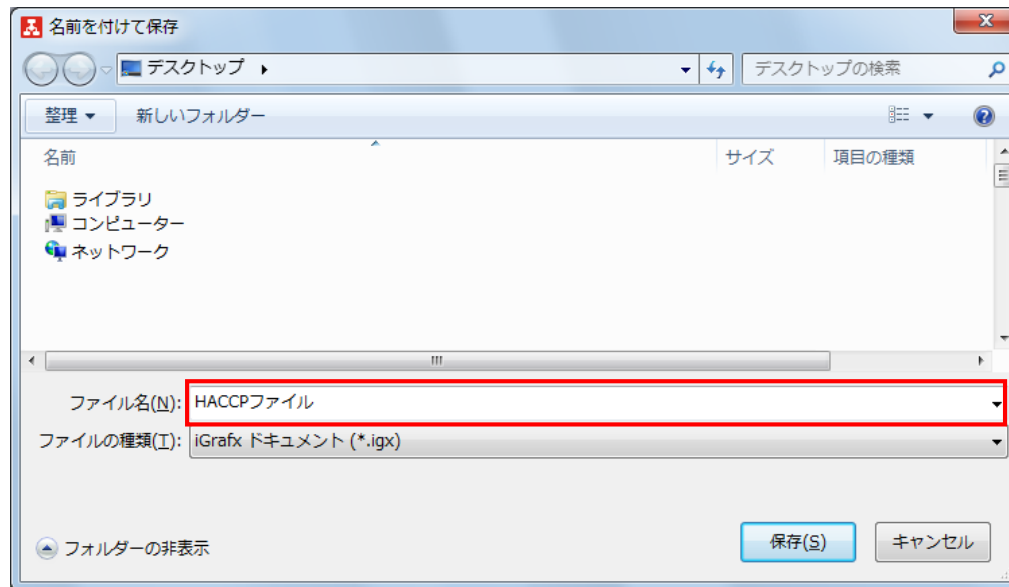 名前を付けて保存
デスクトップ
デスクトップの検索
整理 新しいフォルダー
名前 サイズ 項目の種類
ライブラリ
コンピューター
ネットワーク
ファイル名(N): HACCPファイル
ファイルの種類(T): iGrafx ドキュメント (*.igx)
フォルダーの非表示 保存(S) キャンセル